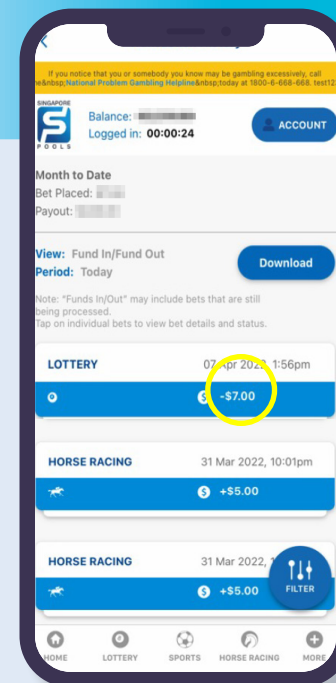 If you notice that you or somebody you know may be gambling excessively, call
e&nbsp;National Problem Gambling Helpline&nbsp;today at 1800-6-668-668. test12
SINGAPORE
POOLS
Balance:
Logged in: 00:00:24
ACCOUNT
Month to Date
Bet Placed:
Payout:
View: Fund In/Fund Out
Period: Today
Download
Note: "Funds In/Out" may include bets that are still
being processed.
Tap on individual bets to view bet details and status.
LOTTERY 07 Apr 2022, 1:56pm
$ -$7.00
HORSE RACING 31 Mar 2022, 10:01pm
$ +$5.00
HORSE RACING 31 Mar 2022,
$ +$5.00
FILTER
HOME LOTTERY SPORTS HORSE RACING MORE